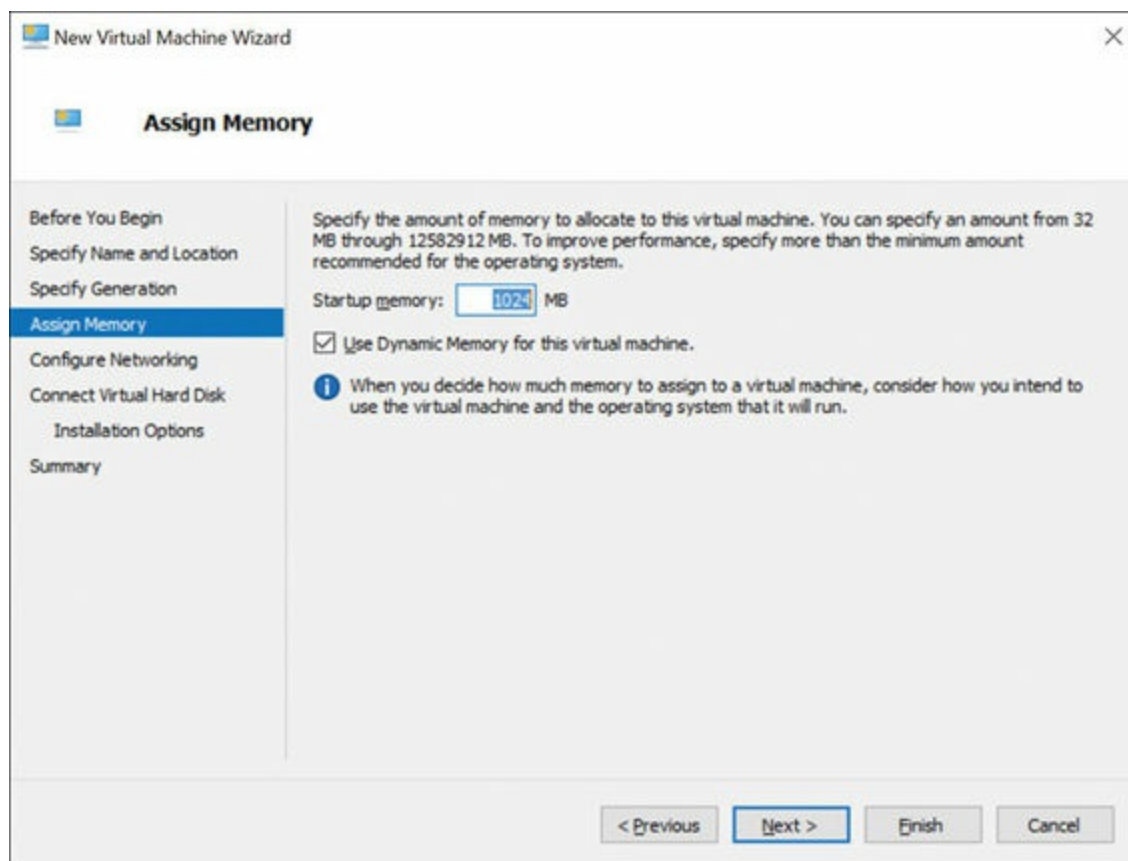 New Virtual Machine Wizard
Assign Memory
Before You Begin
Specify Name and Location
Specify Generation
Assign Memory
Configure Networking
Connect Virtual Hard Disk
Installation Options
Summary
Specify the amount of memory to allocate to this virtual machine. You can specify an amount from 32
MB through 12582912 MB. To improve performance, specify more than the minimum amount
recommended for the operating system.
Startup memory: 1024 MB
Use Dynamic Memory for this virtual machine.
When you decide how much memory to assign to a virtual machine, consider how you intend to
use the virtual machine and the operating system that it will run.
< Previous Next > Finish Cancel